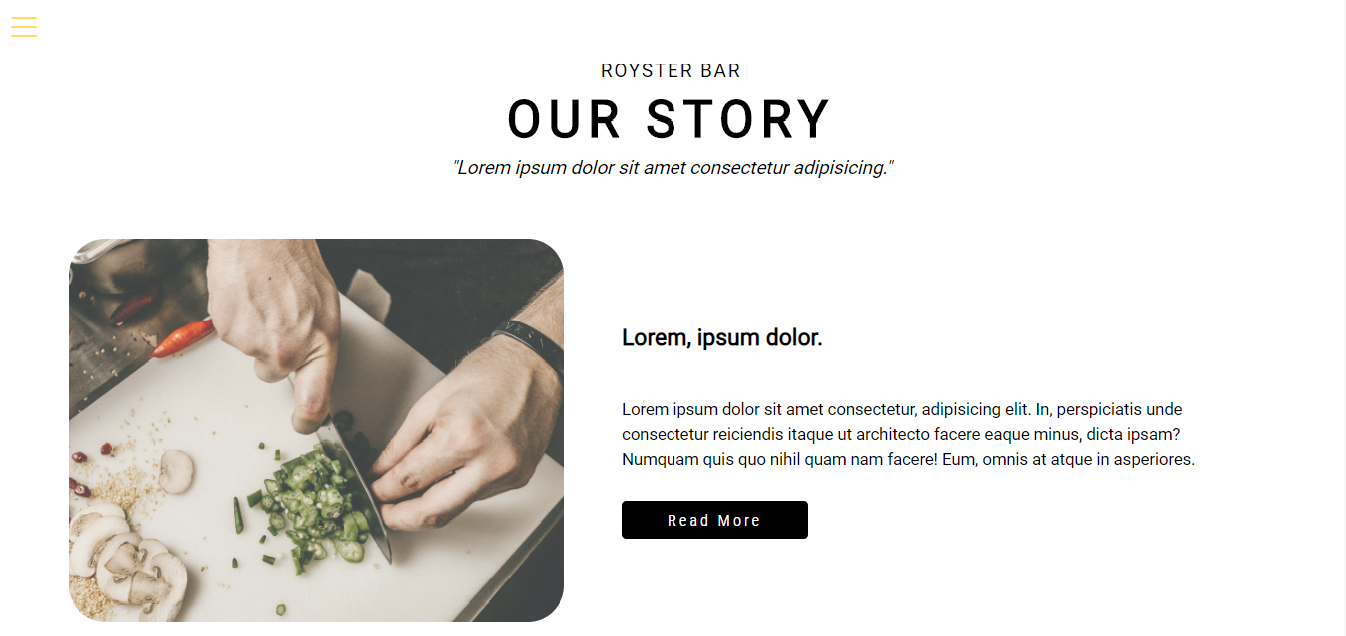 ROYSTER BAR
OUR STORY
"Lorem ipsum dolor sit amet consectetur adipisicing."
Lorem, ipsum dolor.
Lorem ipsum dolor sit amet consectetur, adipisicing elit. In, perspiciatis unde
consectetur reiciendis itaque ut architecto facere eaque minus, dicta ipsam?
Numquam quis quo nihil quam nam facere! Eum, omnis at atque in asperiores.
Read More